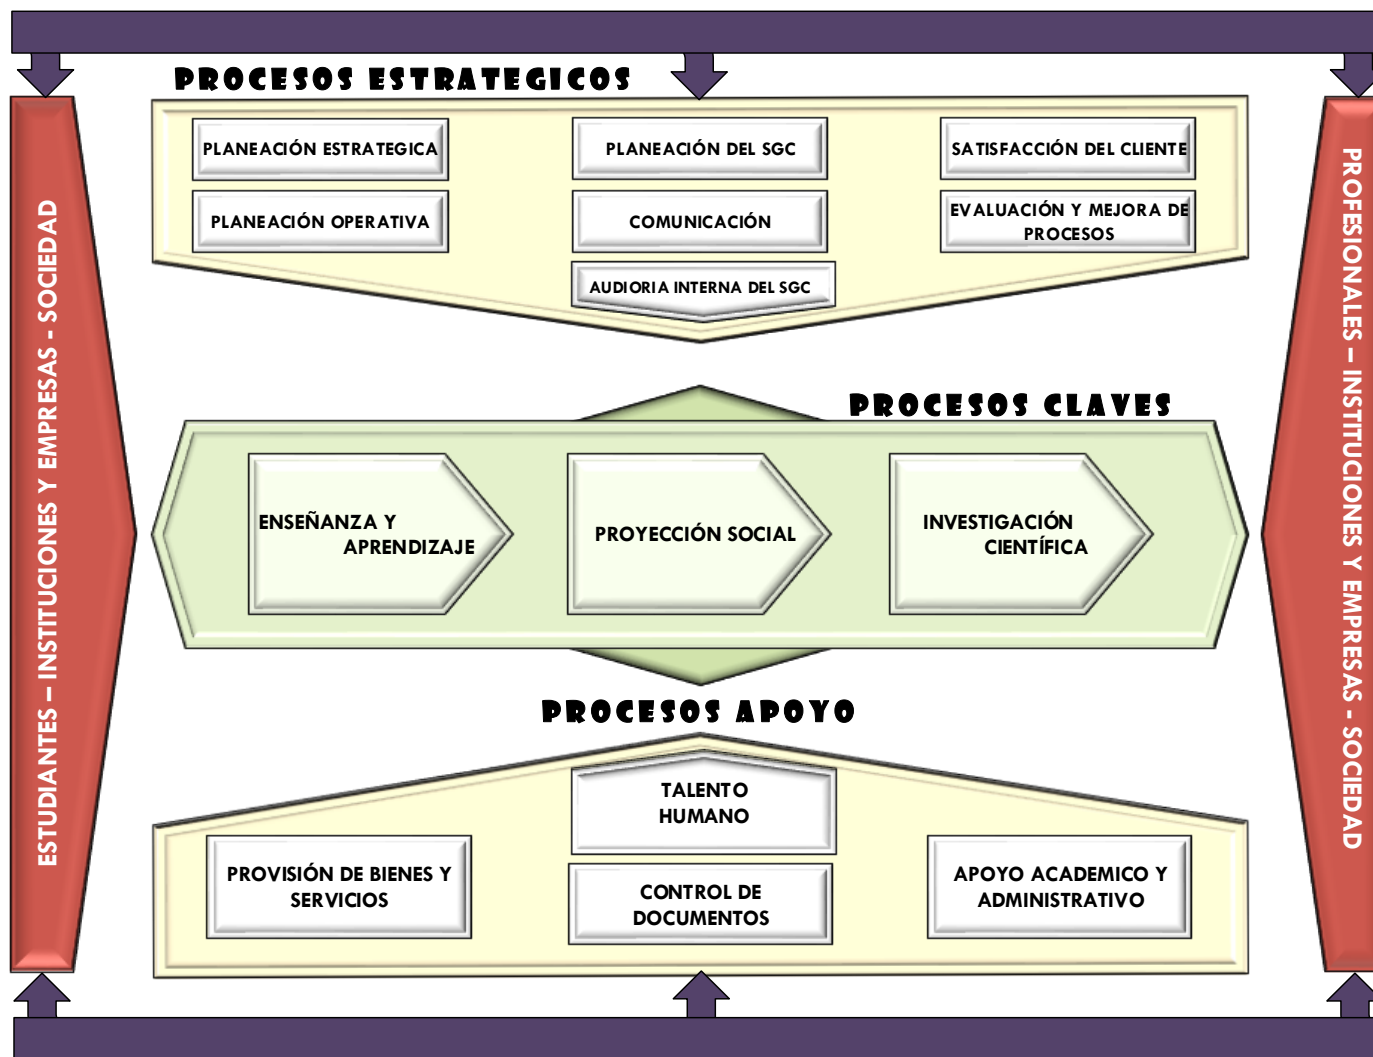 PROCESOS ESTRATEGICOS
PLANEACIÓN ESTRATEGICA
PLANEACIÓN DEL SGC
SATISFACCIÓN DEL CLIENTE
PLANEACIÓN OPERATIVA
COMUNICACIÓN
EVALUACIÓN Y MEJORA DE
PROCESOS
AUDIORIA INTERNA DEL SGC
ESTUDIANTES – INSTITUCIONES Y EMPRESAS - SOCIEDAD
PROFESIONALES – INSTITUCIONES Y EMPRESAS - SOCIEDAD
PROCESOS CLAVES
ENSEÑANZA Y
APRENDIZAJE
PROYECCIÓN SOCIAL
INVESTIGACIÓN
CIENTÍFICA
PROCESOS APOYO
TALENTO
HUMANO
PROVISIÓN DE BIENES Y
SERVICIOS
CONTROL DE
DOCUMENTOS
APOYO ACADEMICO Y
ADMINISTRATIVO